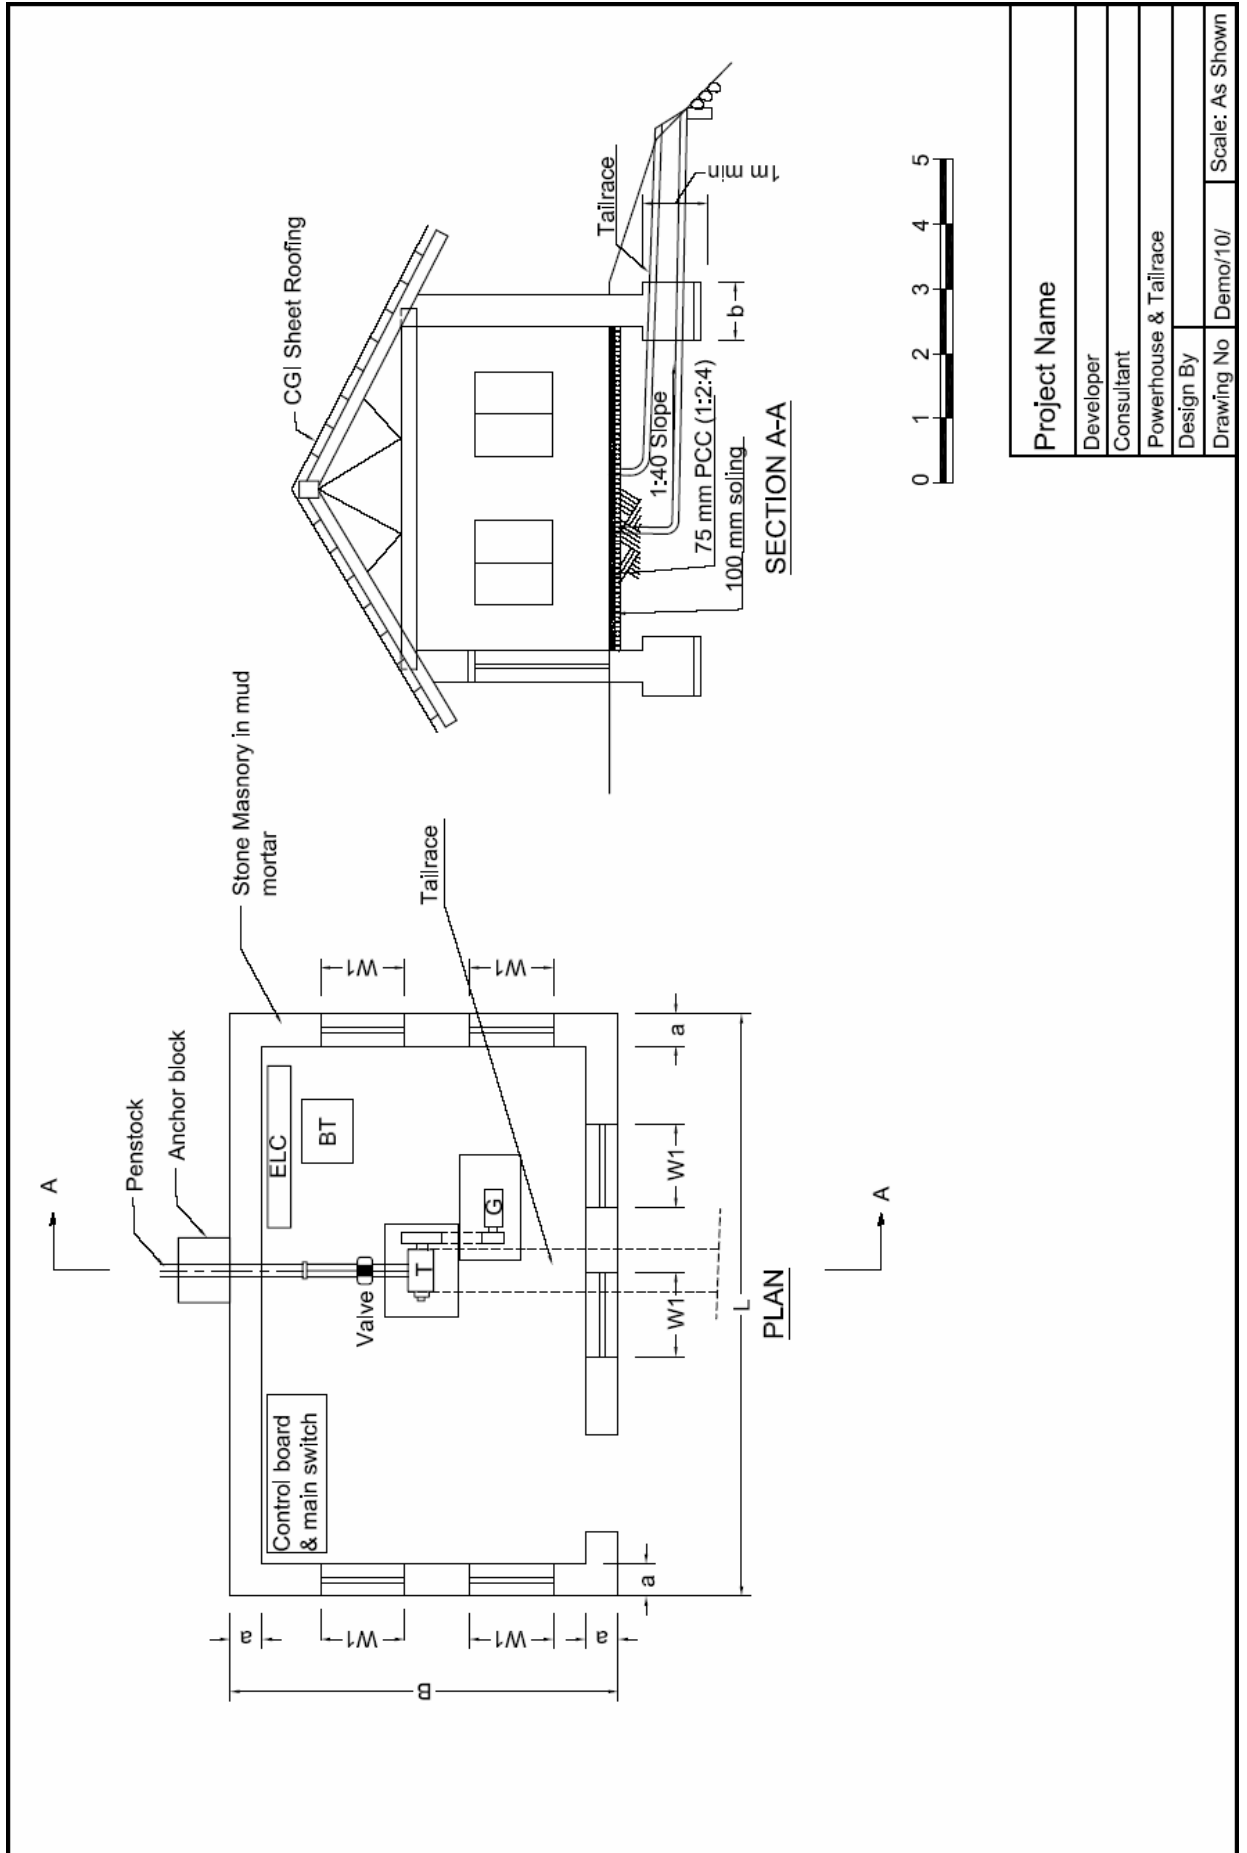 A
Penstock
Anchor block
Stone Masnory in mud
mortar
Control board
& main switch
ELC
BT
Valve
T
G
Tailrace
W1
W1
W1
W1
W1
W1
a
a
a
a
B
L
A
PLAN
CGI Sheet Roofing
Tailrace
1m min
b
1:40 Slope
75 mm PCC (1:2:4)
100 mm soling
SECTION A-A
0 1 2 3 4 5
Project Name
Developer
Consultant
Powerhouse & Tailrace
Design By
Drawing No Demo/10/ Scale: As Shown